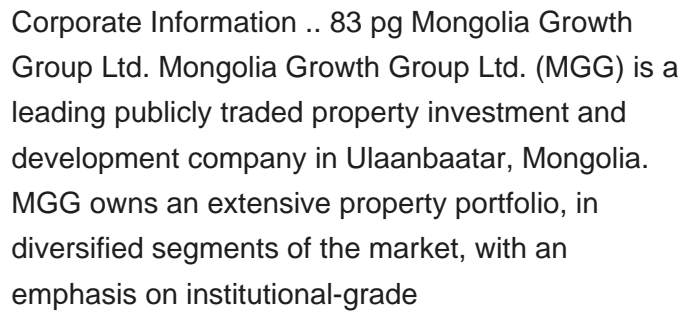 Corporate Information .. 83 pg Mongolia Growth
Group Ltd. Mongolia Growth Group Ltd. (MGG) is a
leading publicly traded property investment and
development company in Ulaanbaatar, Mongolia.
MGG owns an extensive property portfolio, in
diversified segments of the market, with an
emphasis on institutional-grade